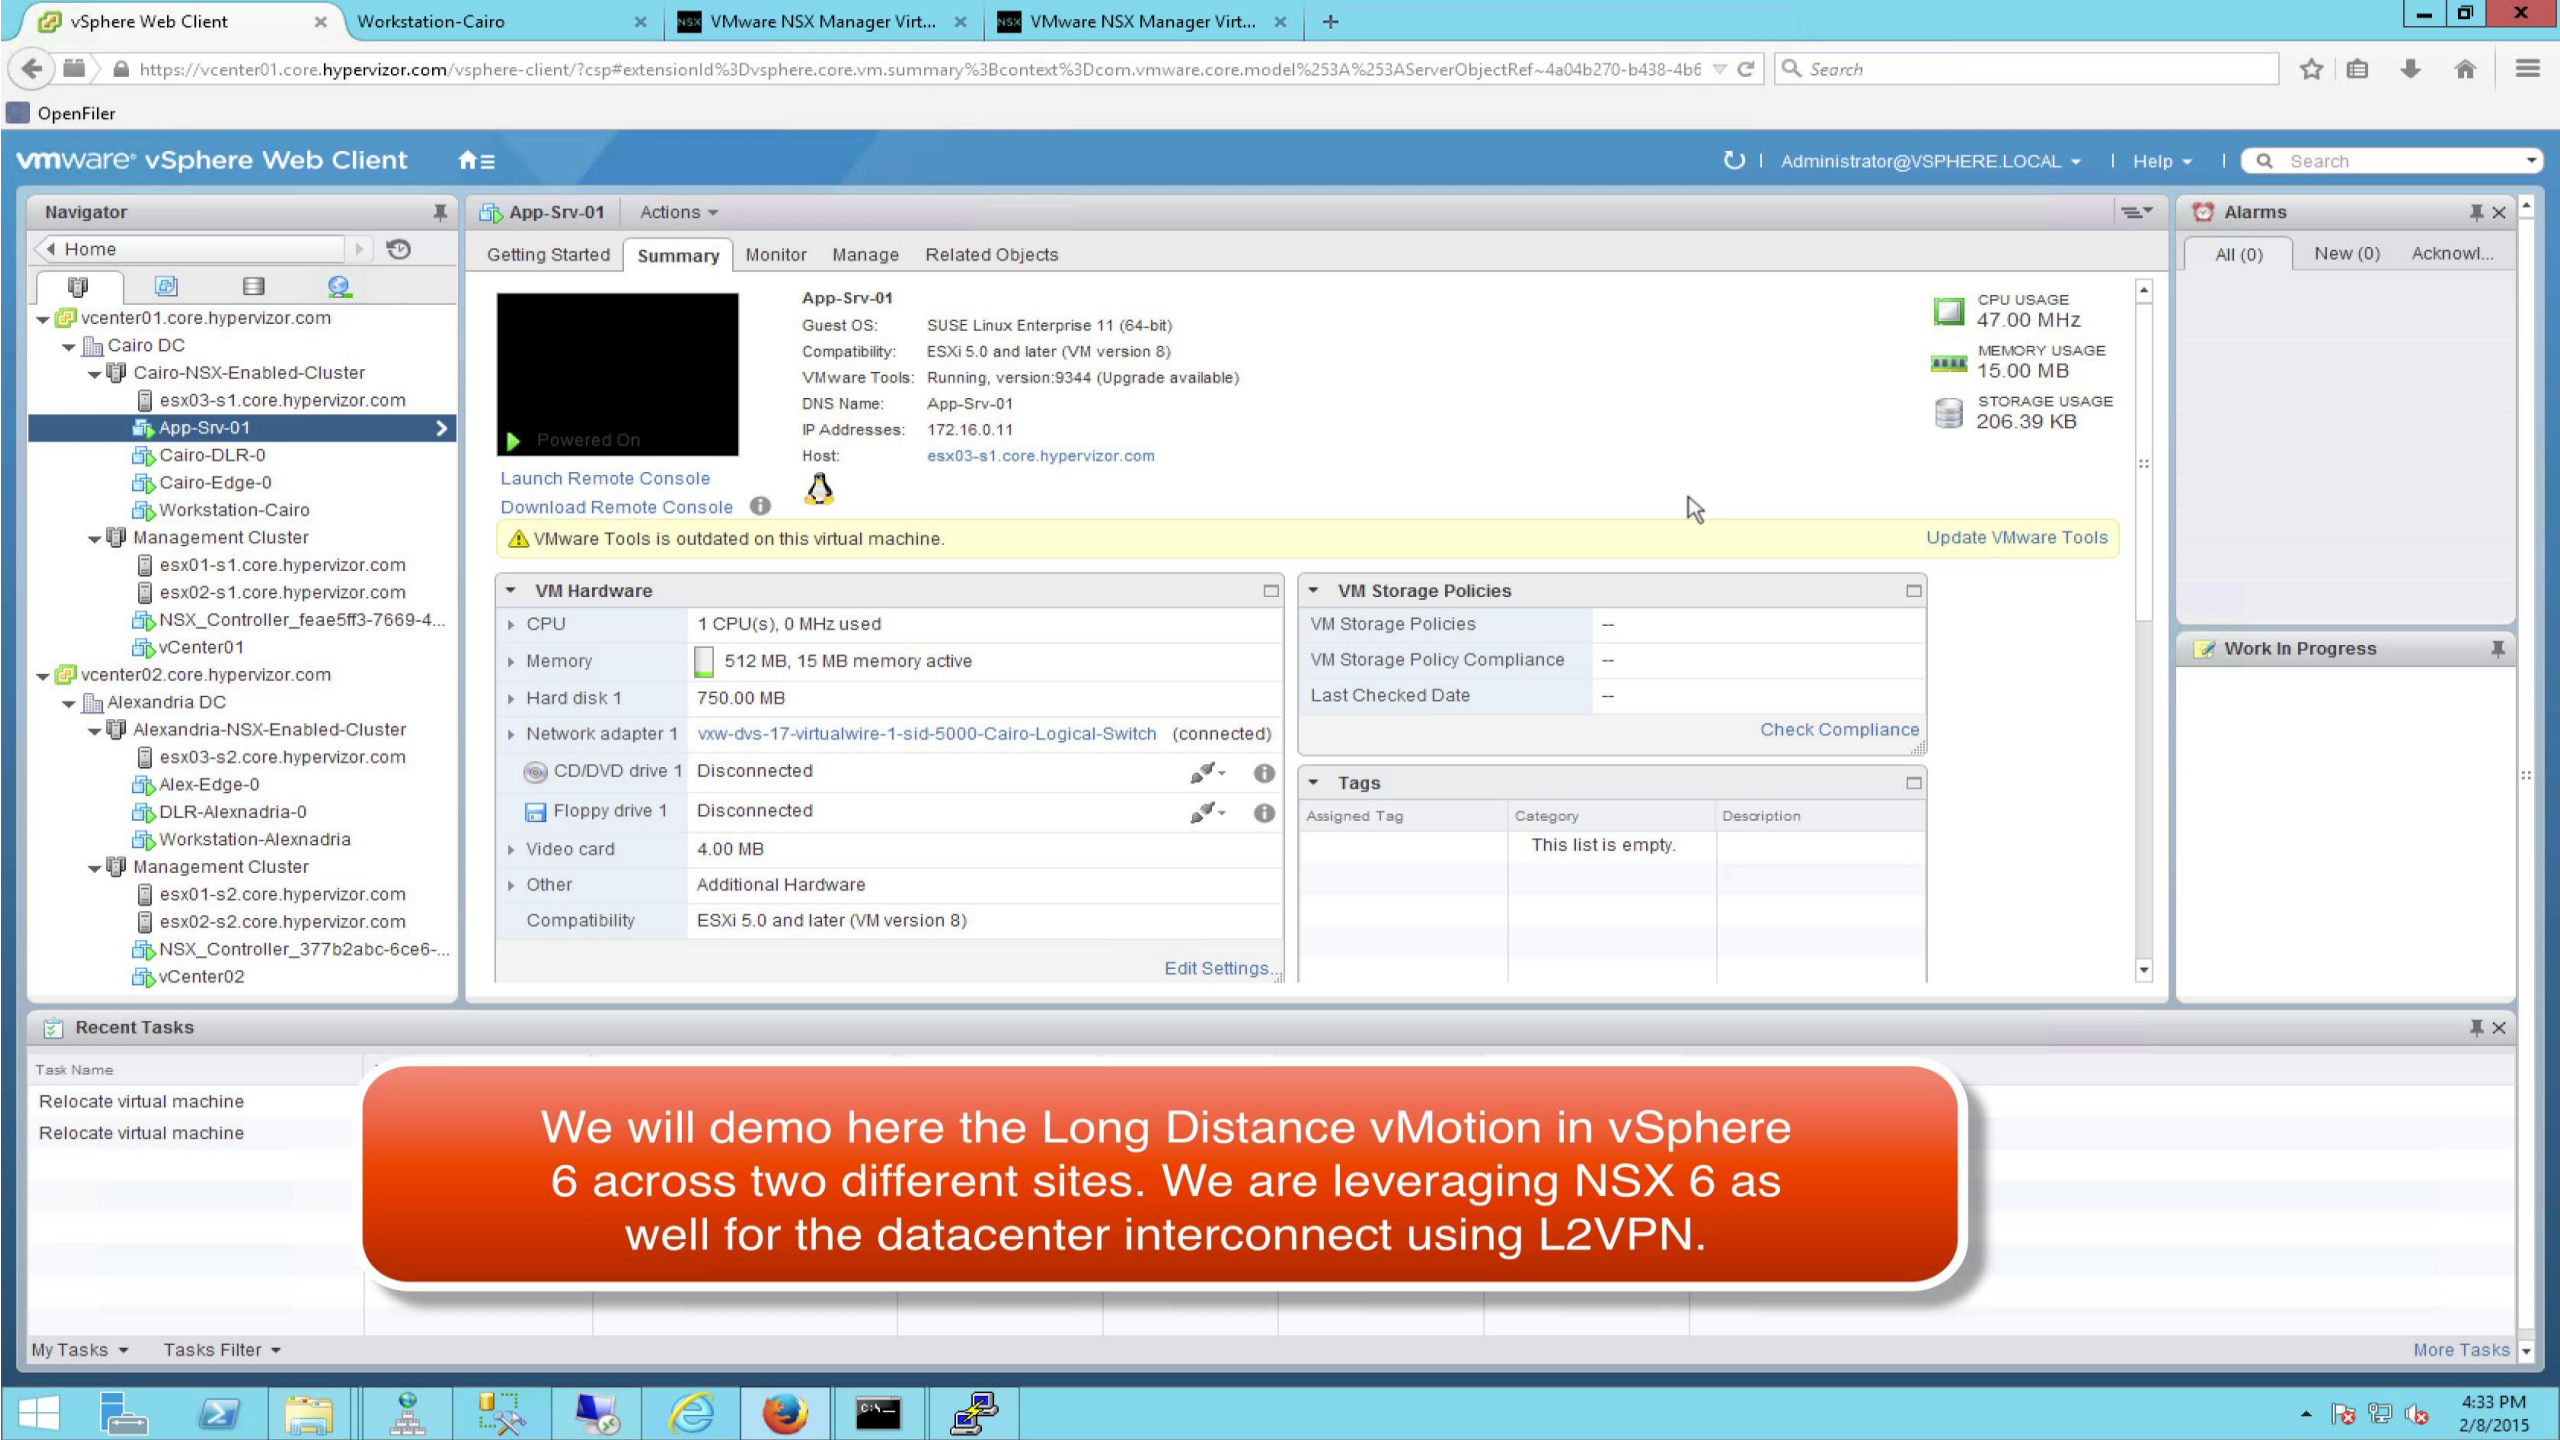 vSphere Web Client
Workstation-Cairo
NSX VMware NSX Manager Virt...
NSX VMware NSX Manager Virt...
https://vcenter01.core.hypervizor.com/vsphere-client/?csp#extensionId%3Dvsphere.core.vm.summary%3Bcontext%3Dcom.vmware.core.model%253A%253AServerObjectRef~4a04b270-b438-4b6
Search
OpenFiler
vmware® vSphere Web Client
Administrator@VSPHERE.LOCAL
Help
Search
Navigator
Home
vcenter01.core.hypervizor.com
Cairo DC
Cairo-NSX-Enabled-Cluster
esx03-s1.core.hypervizor.com
App-Srv-01
Cairo-DLR-0
Cairo-Edge-0
Workstation-Cairo
Management Cluster
esx01-s1.core.hypervizor.com
esx02-s1.core.hypervizor.com
NSX_Controller_feae5ff3-7669-4...
vCenter01
vcenter02.core.hypervizor.com
Alexandria DC
Alexandria-NSX-Enabled-Cluster
esx03-s2.core.hypervizor.com
Alex-Edge-0
DLR-Alexnadria-0
Workstation-Alexnadria
Management Cluster
esx01-s2.core.hypervizor.com
esx02-s2.core.hypervizor.com
NSX_Controller_377b2abc-6ce6-...
vCenter02
App-Srv-01 Actions
Getting Started Summary Monitor Manage Related Objects
Powered On
Launch Remote Console
Download Remote Console
App-Srv-01
Guest OS: SUSE Linux Enterprise 11 (64-bit)
Compatibility: ESXi 5.0 and later (VM version 8)
VMware Tools: Running, version:9344 (Upgrade available)
DNS Name: App-Srv-01
IP Addresses: 172.16.0.11
Host: esx03-s1.core.hypervizor.com
CPU USAGE
47.00 MHz
MEMORY USAGE
15.00 MB
STORAGE USAGE
206.39 KB
VMware Tools is outdated on this virtual machine.
Update VMware Tools
VM Hardware
CPU 1 CPU(s), 0 MHz used
Memory 512 MB, 15 MB memory active
Hard disk 1 750.00 MB
Network adapter 1 vxw-dvs-17-virtualwire-1-sid-5000-Cairo-Logical-Switch (connected)
CD/DVD drive 1 Disconnected
Floppy drive 1 Disconnected
Video card 4.00 MB
Other Additional Hardware
Compatibility ESXi 5.0 and later (VM version 8)
Edit Settings...
VM Storage Policies
VM Storage Policies --
VM Storage Policy Compliance --
Last Checked Date --
Check Compliance
Tags
Assigned Tag Category Description
This list is empty.
Alarms
All (0) New (0) Acknowl...
Work In Progress
Recent Tasks
Task Name
Relocate virtual machine
Relocate virtual machine
We will demo here the Long Distance vMotion in vSphere
6 across two different sites. We are leveraging NSX 6 as
well for the datacenter interconnect using L2VPN.
My Tasks Tasks Filter
More Tasks
C:\_
4:33 PM
2/8/2015